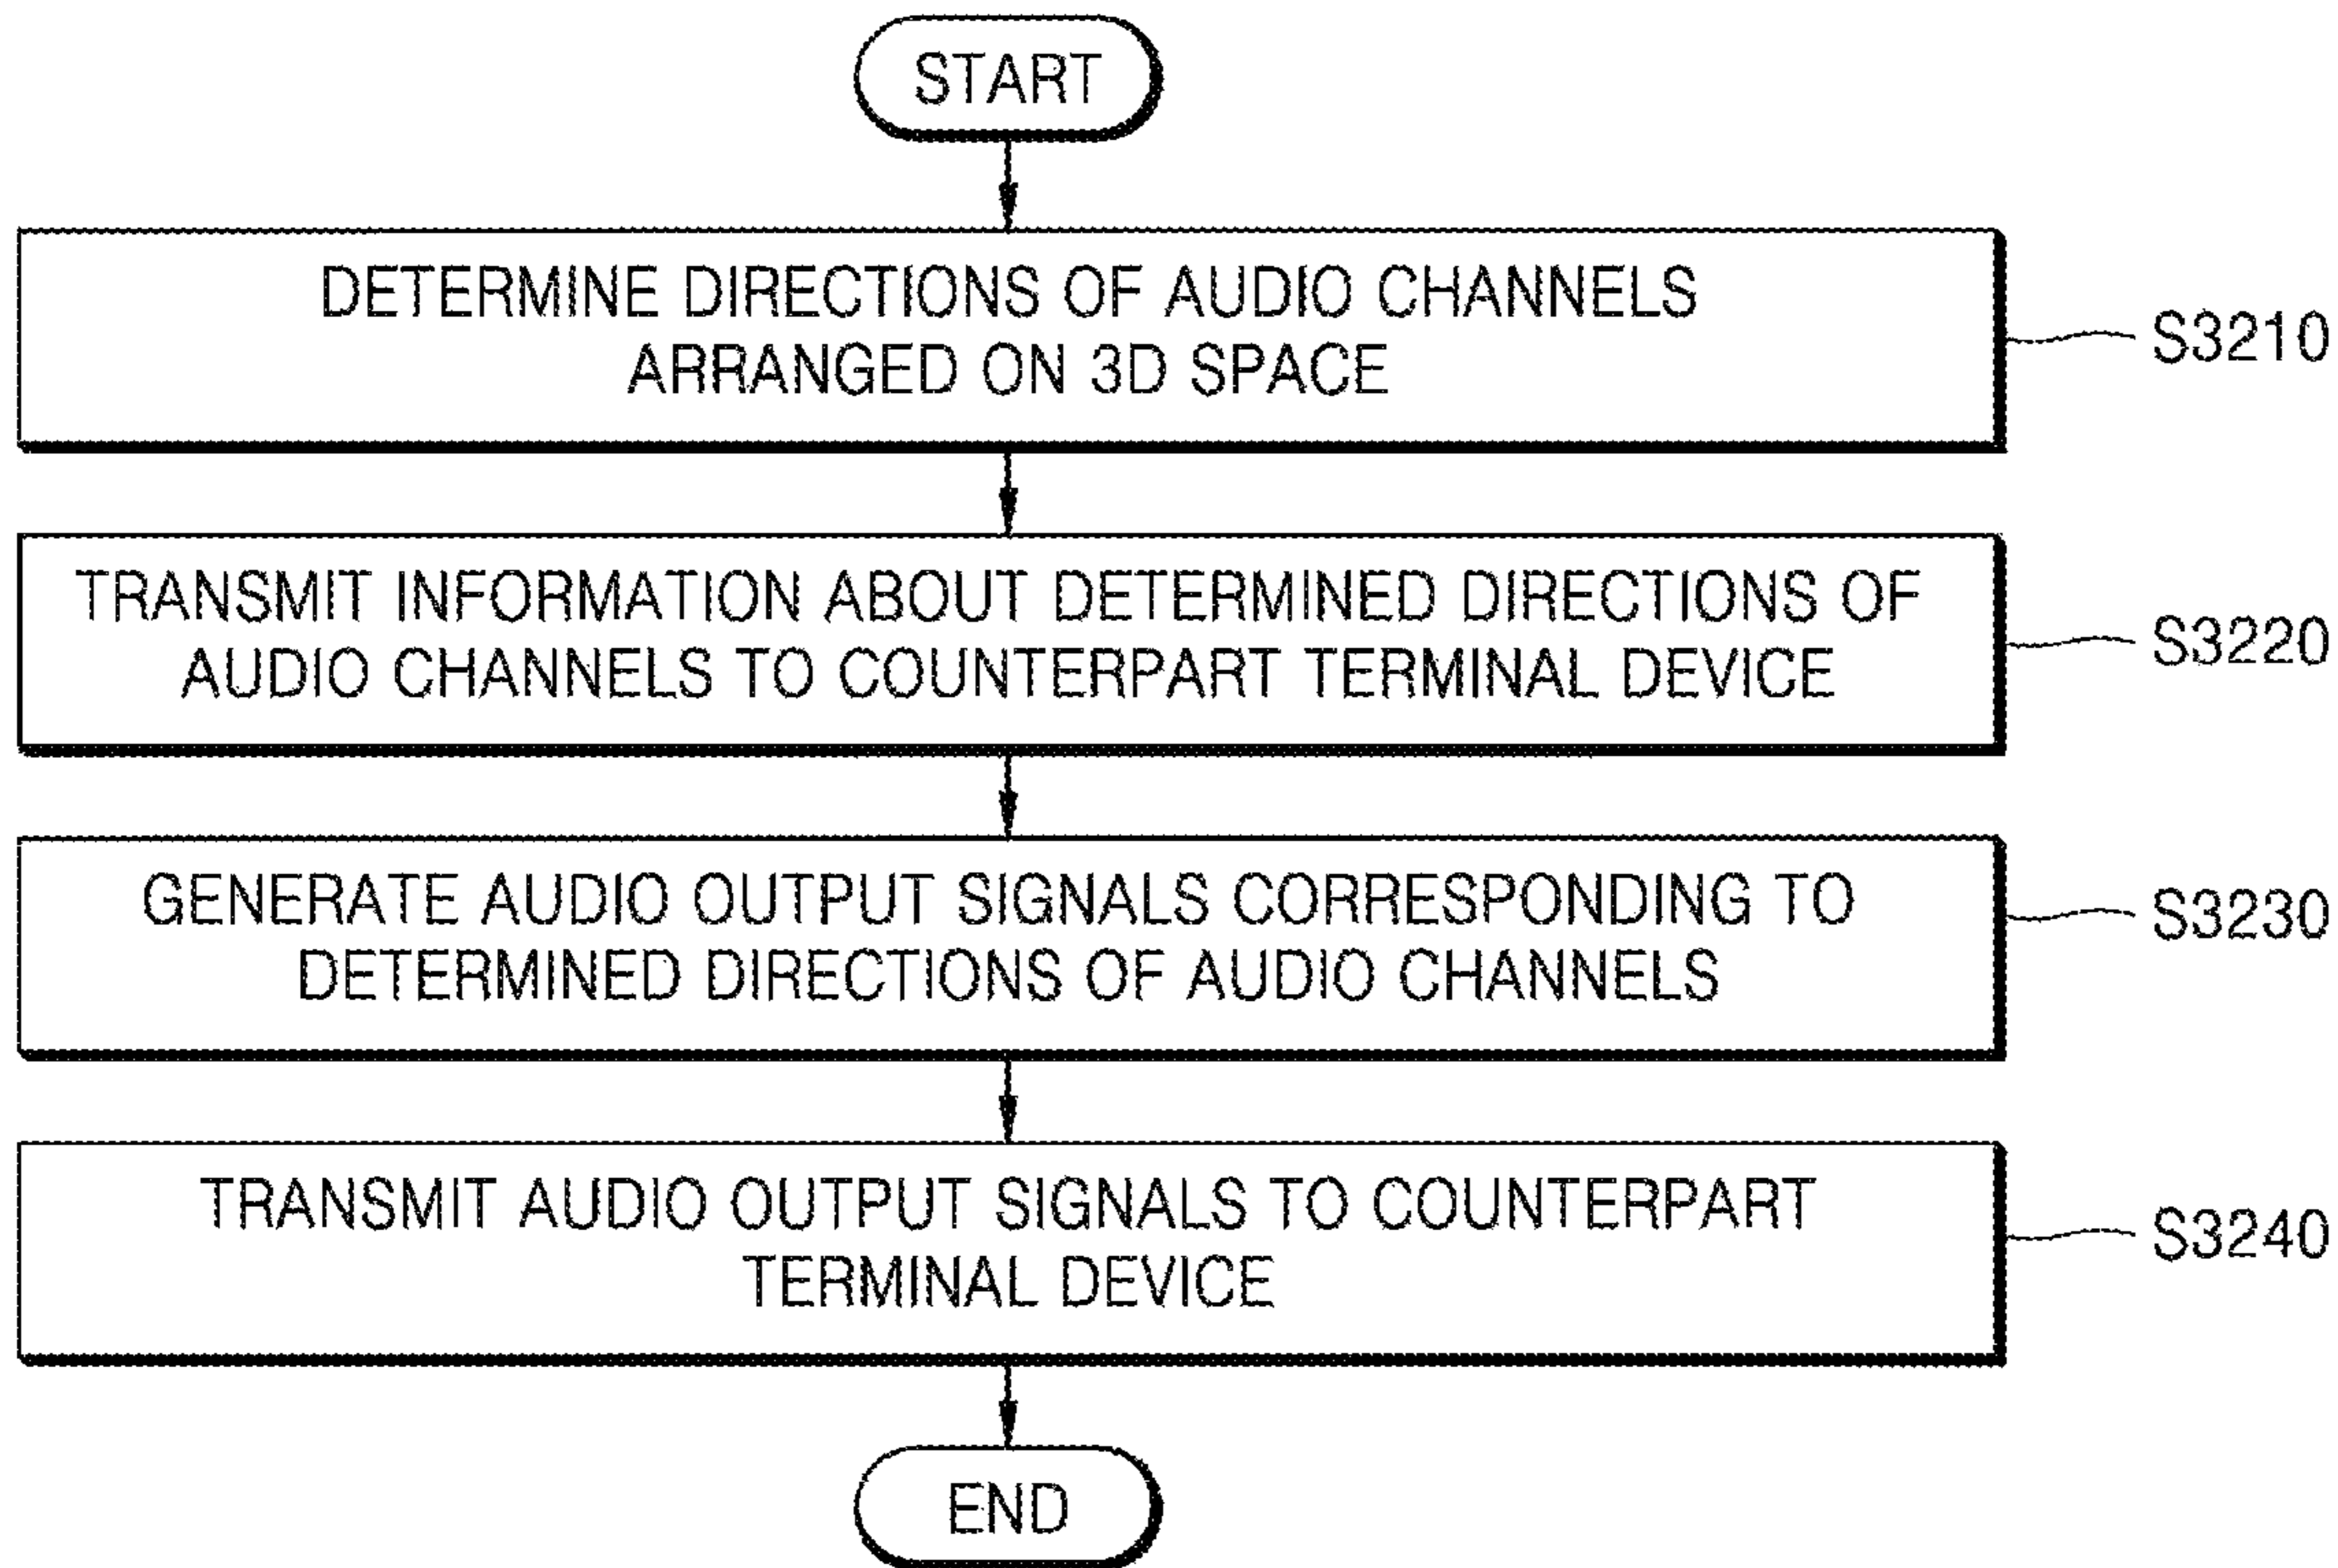 START
DETERMINE DIRECTIONS OF AUDIO CHANNELS
ARRANGED ON 3D SPACE
S3210
TRANSMIT INFORMATION ABOUT DETERMINED DIRECTIONS OF
AUDIO CHANNELS TO COUNTERPART TERMINAL DEVICE
S3220
GENERATE AUDIO OUTPUT SIGNALS CORRESPONDING TO
DETERMINED DIRECTIONS OF AUDIO CHANNELS
S3230
TRANSMIT AUDIO OUTPUT SIGNALS TO COUNTERPART
TERMINAL DEVICE
S3240
END